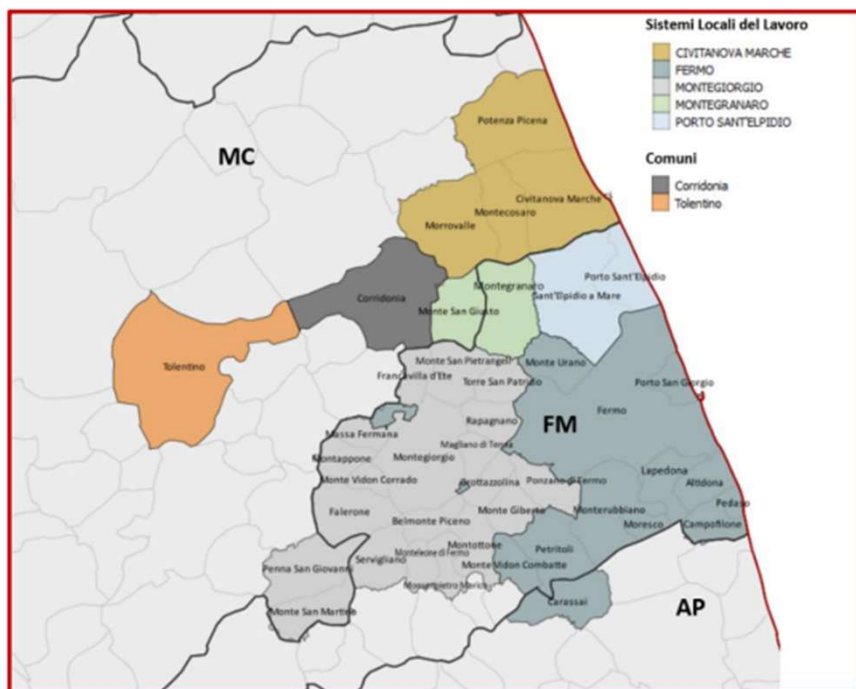 Sistemi Locali del Lavoro
CIVITANOVA MARCHE
FERMO
MONTEGIORGIO
MONTEGRANARO
PORTO SANT'ELPIDIO
Comuni
Corridonia
Tolentino
MC
Potenza Picena
Civitanova Marche
Montecosaro
Morrovalle
Porto Sant'Elpidio
Montegranaro
Sant'Elpidio a Mare
Corridonia
Monte San Giusto
Tolentino
Monte San Pietrangeli
Monte Urano
Francavilla d'Ete
Torre San Patrizio
Porto San Giorgio
Fermo
Rapagnano
FM
Massa Fermana
Magliano di Tenna
Montappone
Montegiorgio
Lapedona
Monte Vidon Corrado
Grottazzolina
Ponzano di Fermo
Altidona
Pedaso
Falerone
Monte Giberto
Monterubbiano
Belmonte Piceno
Moresco
Campofilone
Montottone
Petritoli
Monteleone di Fermo
Servigliano
Monte Vidon Combatte
Penna San Giovanni
Monsampietro Morico
Carassai
Monte San Martino
AP